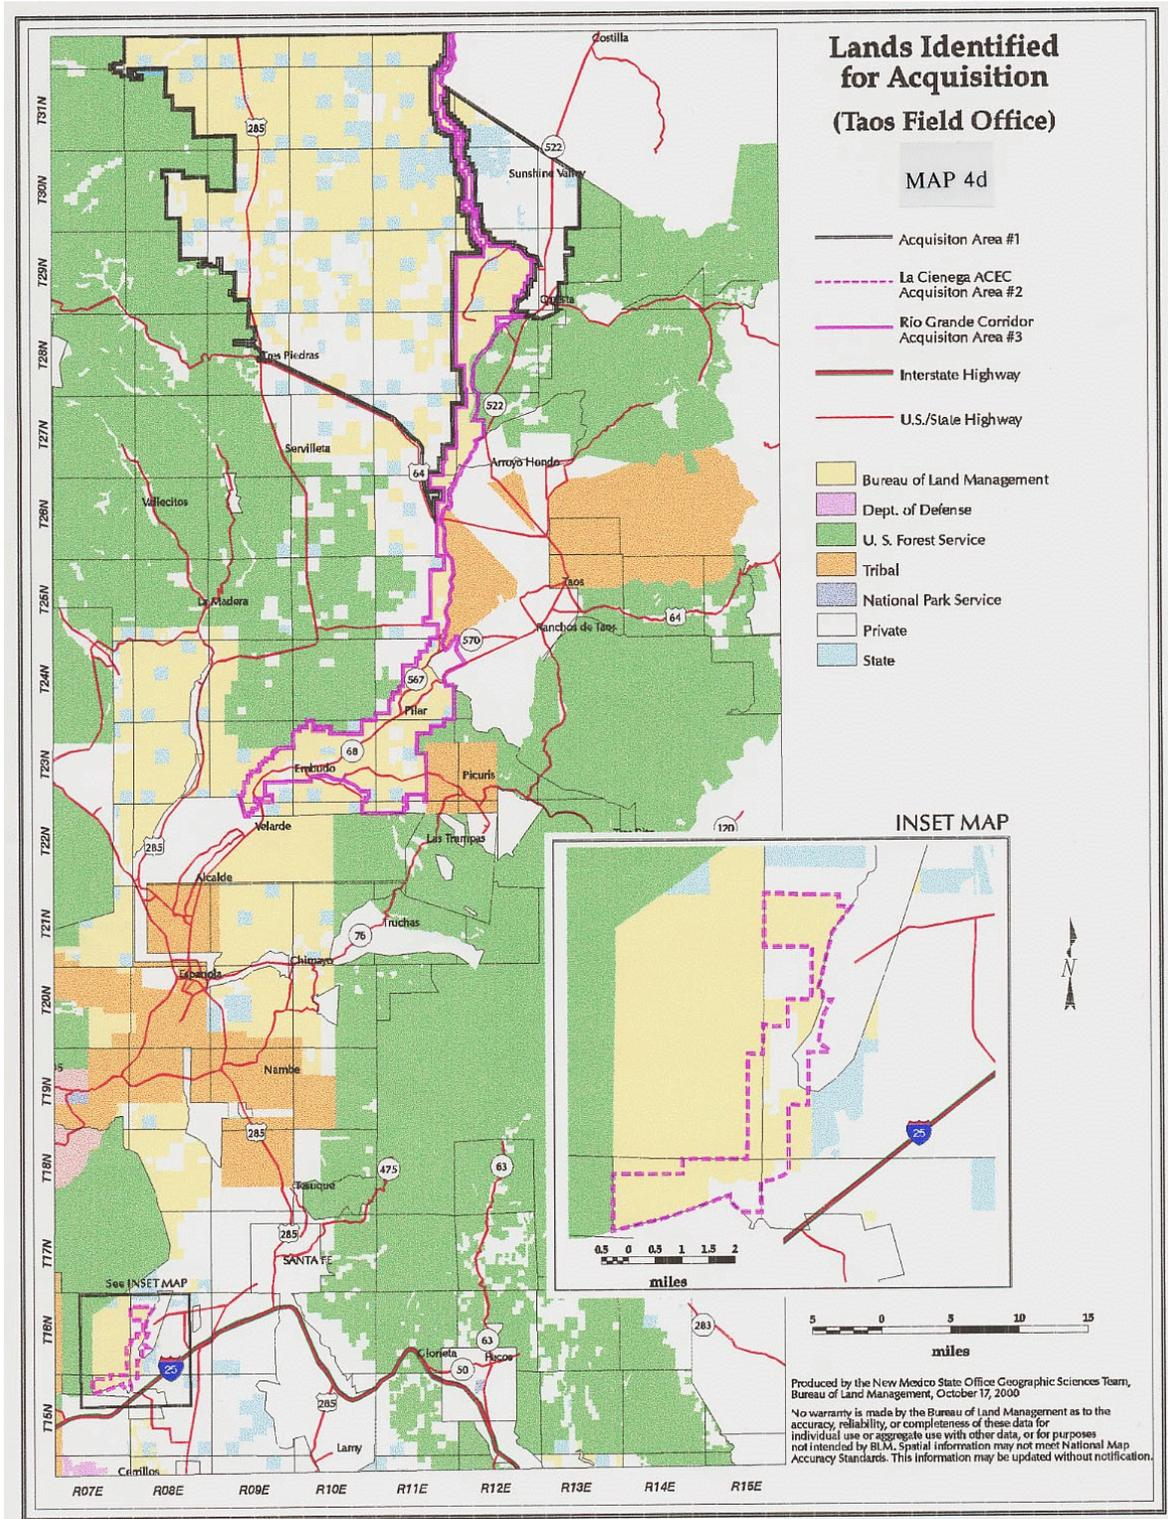 Lands Identified
for Acquisition
(Taos Field Office)
MAP 4d
Acquisiton Area #1
La Cienega ACEC
Acquisiton Area #2
Rio Grande Corridor
Acquisiton Area #3
Interstate Highway
U.S./State Highway
Bureau of Land Management
Dept. of Defense
U. S. Forest Service
Tribal
National Park Service
Private
State
Costilla
285
522
Sunshine Valley
Questa
Tres Piedras
522
Servilleta
Arroyo Hondo
64
Vallecitos
Taos
La Madera
64
Ranchos de Taos
570
567
Pilar
68
Embudo
Picuris
Velarde
120
Las Trampas
285
Alcalde
Truchas
76
Chimayo
Espanola
Nambe
285
475
63
Tesuque
285
SANTA FE
See INSET MAP
283
63
Glorieta
Pecos
50
25
285
Lamy
Cerrillos
T31N
T30N
T29N
T28N
T27N
T26N
T25N
T24N
T23N
T22N
T21N
T20N
T19N
T18N
T17N
T16N
T15N
R07E R08E R09E R10E R11E R12E R13E R14E R15E
INSET MAP
25
0.5 0 0.5 1 1.5 2
miles
N
5 0 5 10 15
miles
Produced by the New Mexico State Office Geographic Sciences Team,
Bureau of Land Management, October 17, 2000
No warranty is made by the Bureau of Land Management as to the
accuracy, reliability, or completeness of these data for
individual use or aggregate use with other data, or for purposes
not intended by BLM. Spatial information may not meet National Map
Accuracy Standards. This information may be updated without notification.